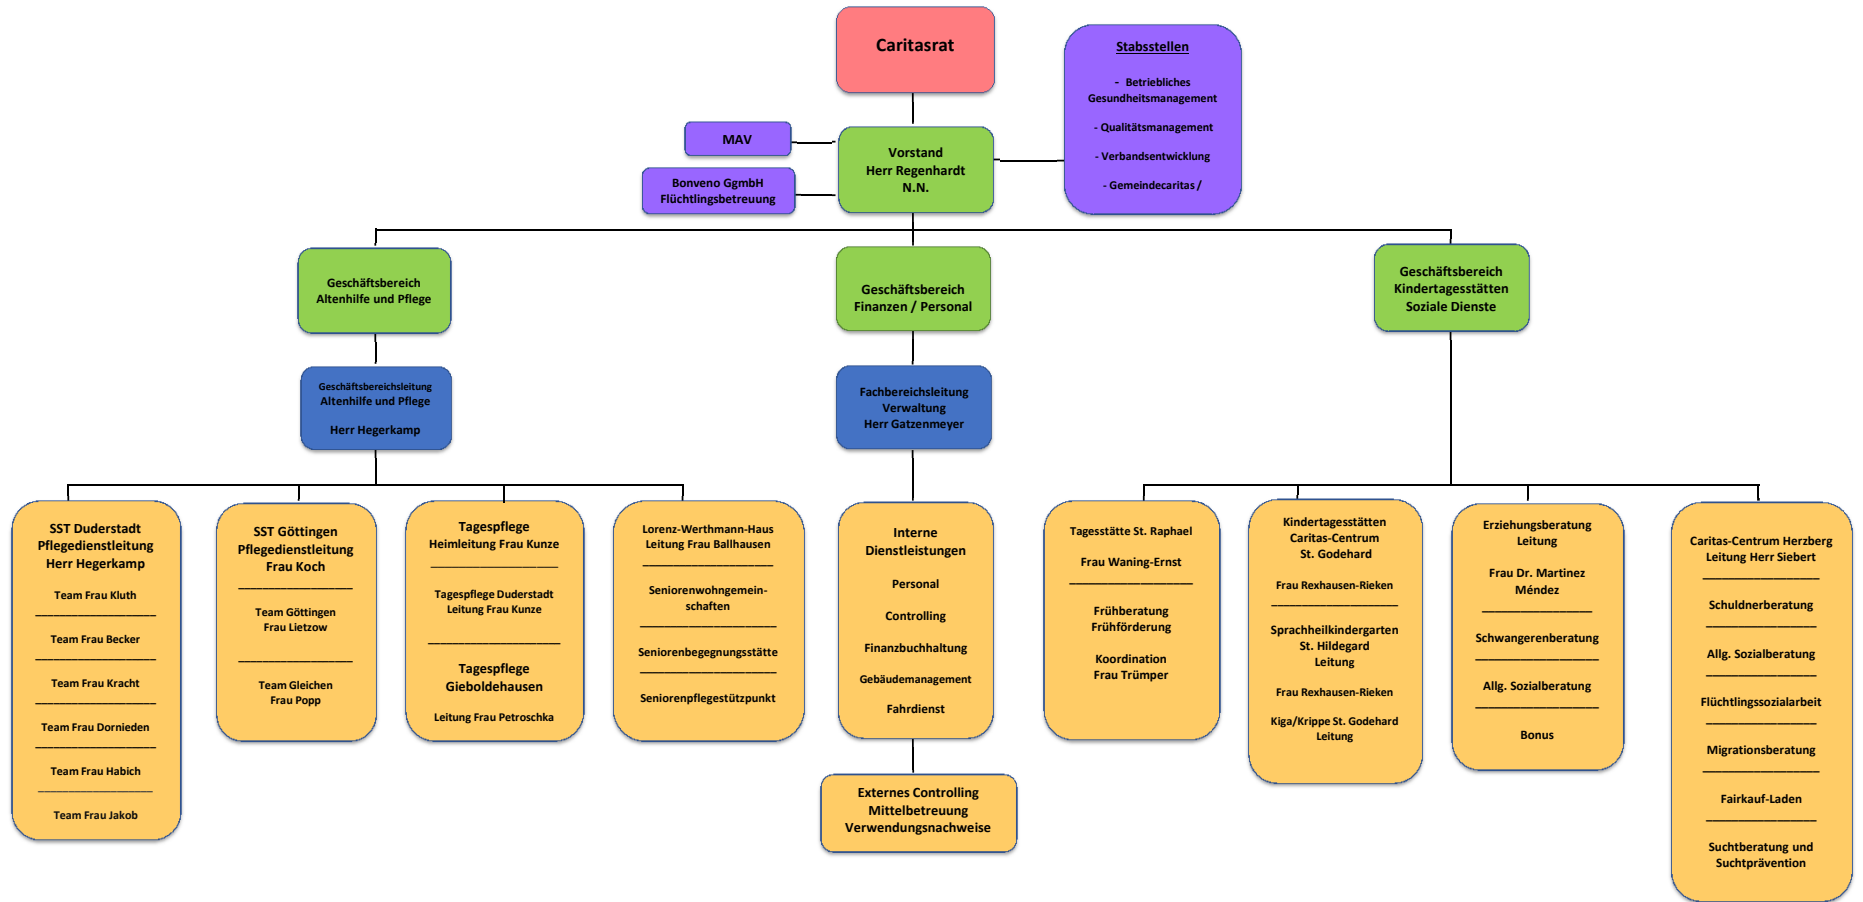 Caritasrat
Stabsstellen
- Betriebliches
Gesundheitsmanagement
- Qualitätsmanagement
- Verbandsentwicklung
- Gemeindecaritas /
MAV
Bonveno GgmbH
Flüchtlingsbetreuung
Vorstand
Herr Regenhardt
N.N.
Geschäftsbereich
Altenhilfe und Pflege
Geschäftsbereich
Finanzen / Personal
Geschäftsbereich
Kindertagesstätten
Soziale Dienste
Geschäftsbereichsleitung
Altenhilfe und Pflege
Herr Hegerkamp
Fachbereichsleitung
Verwaltung
Herr Gatzenmeyer
SST Duderstadt
Pflegedienstleitung
Herr Hegerkamp
Team Frau Kluth
Team Frau Becker
Team Frau Kracht
Team Frau Dornieden
Team Frau Habich
Team Frau Jakob
SST Göttingen
Pflegedienstleitung
Frau Koch
Team Göttingen
Frau Lietzow
Team Gleichen
Frau Popp
Tagespflege
Heimleitung Frau Kunze
Tagespflege Duderstadt
Leitung Frau Kunze
Tagespflege
Gieboldehausen
Leitung Frau Petroschka
Lorenz-Werthmann-Haus
Leitung Frau Ballhausen
Seniorenwohngemein-
schaften
Seniorenbegegnungsstätte
Seniorenpflegestützpunkt
Interne
Dienstleistungen
Personal
Controlling
Finanzbuchhaltung
Gebäudemanagement
Fahrdienst
Externes Controlling
Mittelbetreuung
Verwendungsnachweise
Tagesstätte St. Raphael
Frau Waning-Ernst
Frühberatung
Frühförderung
Koordination
Frau Trümper
Kindertagesstätten
Caritas-Centrum
St. Godehard
Frau Rexhausen-Rieken
Sprachheilkindergarten
St. Hildegard
Leitung
Frau Rexhausen-Rieken
Kiga/Krippe St. Godehard
Leitung
Erziehungsberatung
Leitung
Frau Dr. Martinez
Méndez
Schwangerenberatung
Allg. Sozialberatung
Bonus
Caritas-Centrum Herzberg
Leitung Herr Siebert
Schuldnerberatung
Allg. Sozialberatung
Flüchtlingssozialarbeit
Migrationsberatung
Fairkauf-Laden
Suchtberatung und
Suchtprävention